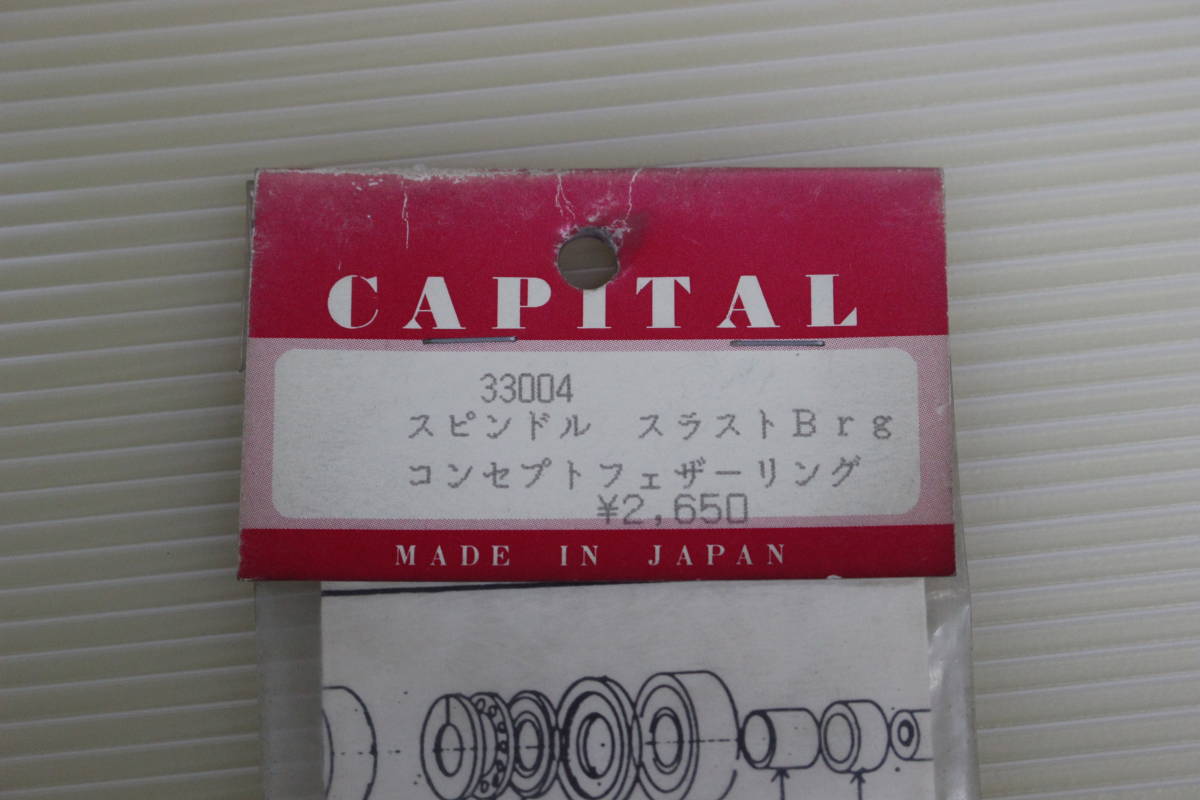 CAPITAL
33004
スピンドル　スラストＢｒｇ
コンセプトフェザーリング
¥2,650
MADE IN JAPAN